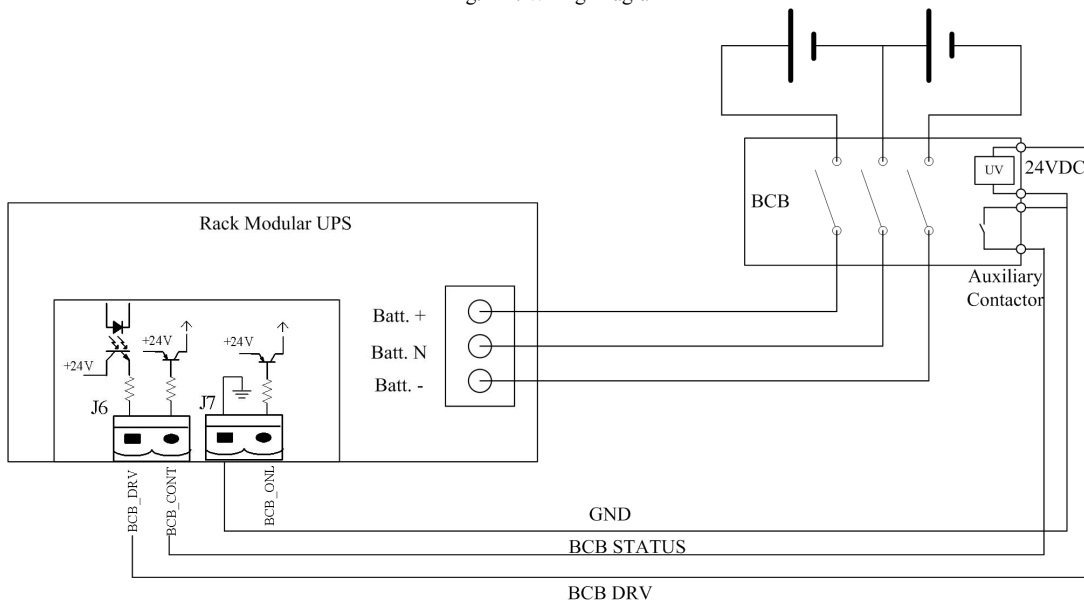 UV
24VDC
BCB
Rack Modular UPS
Auxiliary
Contactor
Batt. +
Batt. N
Batt. -
+24V
+24V
+24V
J6
J7
BCB_DRV
BCB_CONT
BCB_ONL
GND
BCB STATUS
BCB DRV